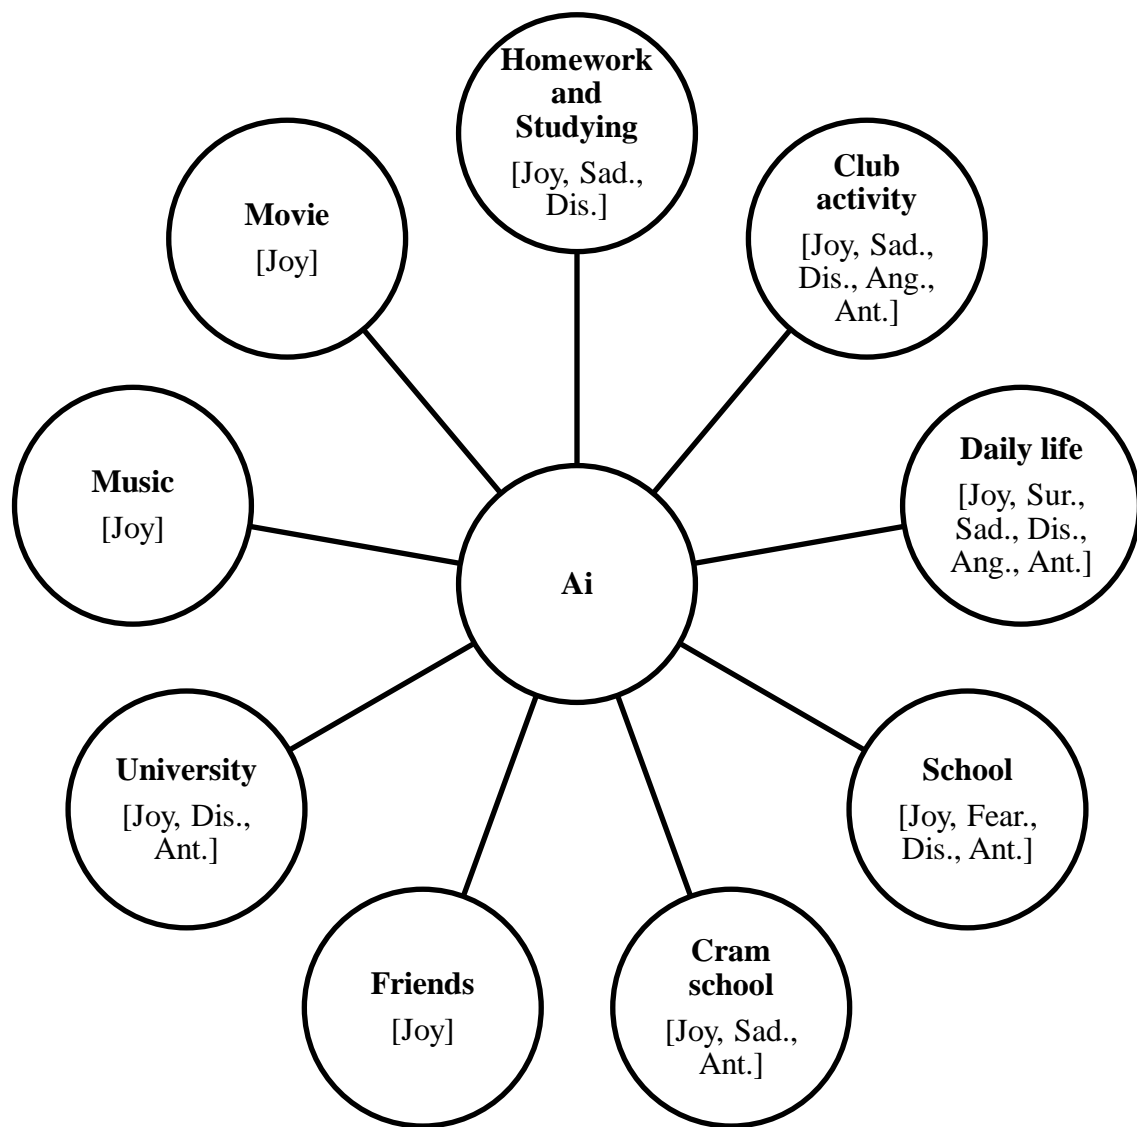 Homework
and
Studying
[Joy, Sad.,
Dis.]
Club
activity
[Joy, Sad.,
Dis., Ang.,
Ant.]
Daily life
[Joy, Sur.,
Sad., Dis.,
Ang., Ant.]
School
[Joy, Fear.,
Dis., Ant.]
Cram
school
[Joy, Sad.,
Ant.]
Friends
[Joy]
University
[Joy, Dis.,
Ant.]
Music
[Joy]
Movie
[Joy]
Ai